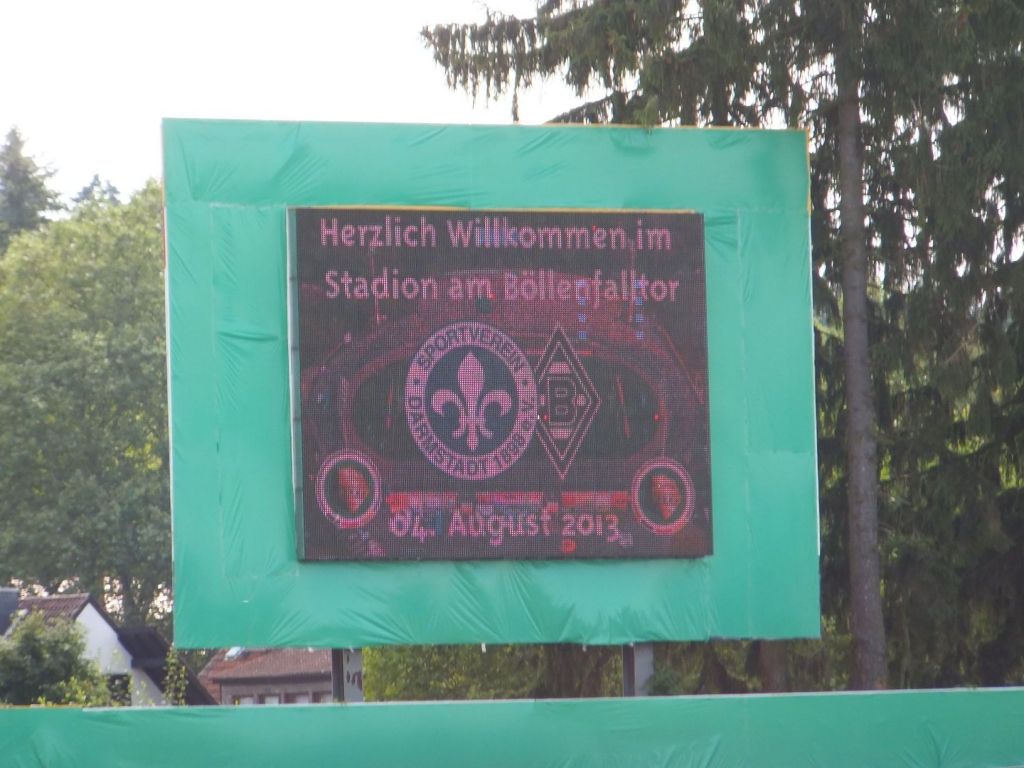 Herzlich Willkommen im
Stadion am Böllenfalltor
SPORTVEREIN
DARMSTADT 1898 e.V.
B
04. August 2013